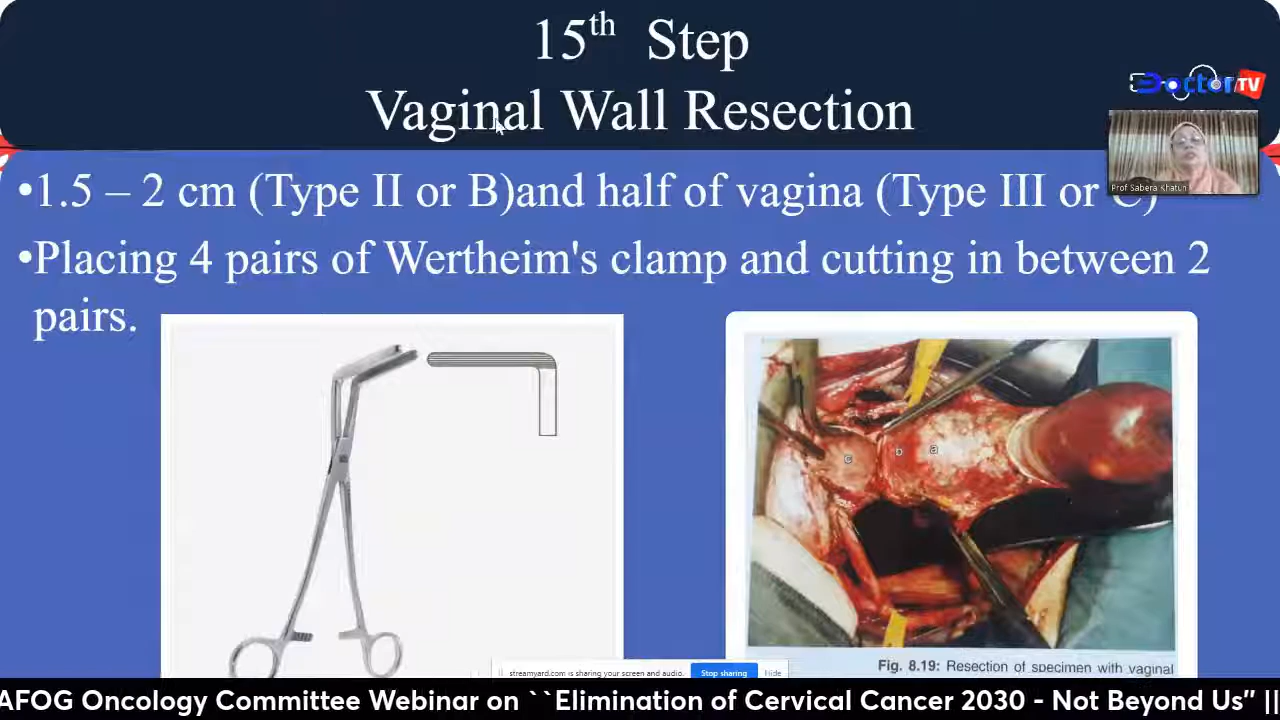 15th Step
Vaginal Wall Resection
DoctorTV
Prof Sabera Khatun
•1.5 – 2 cm (Type II or B)and half of vagina (Type III or C)
•Placing 4 pairs of Wertheim's clamp and cutting in between 2
pairs.
c b a
Fig. 8.19: Resection of specimen with vaginal
streamyard.com is sharing your screen and audio. Stop sharing Hide
AFOG Oncology Committee Webinar on ``Elimination of Cervical Cancer 2030 - Not Beyond Us” ||